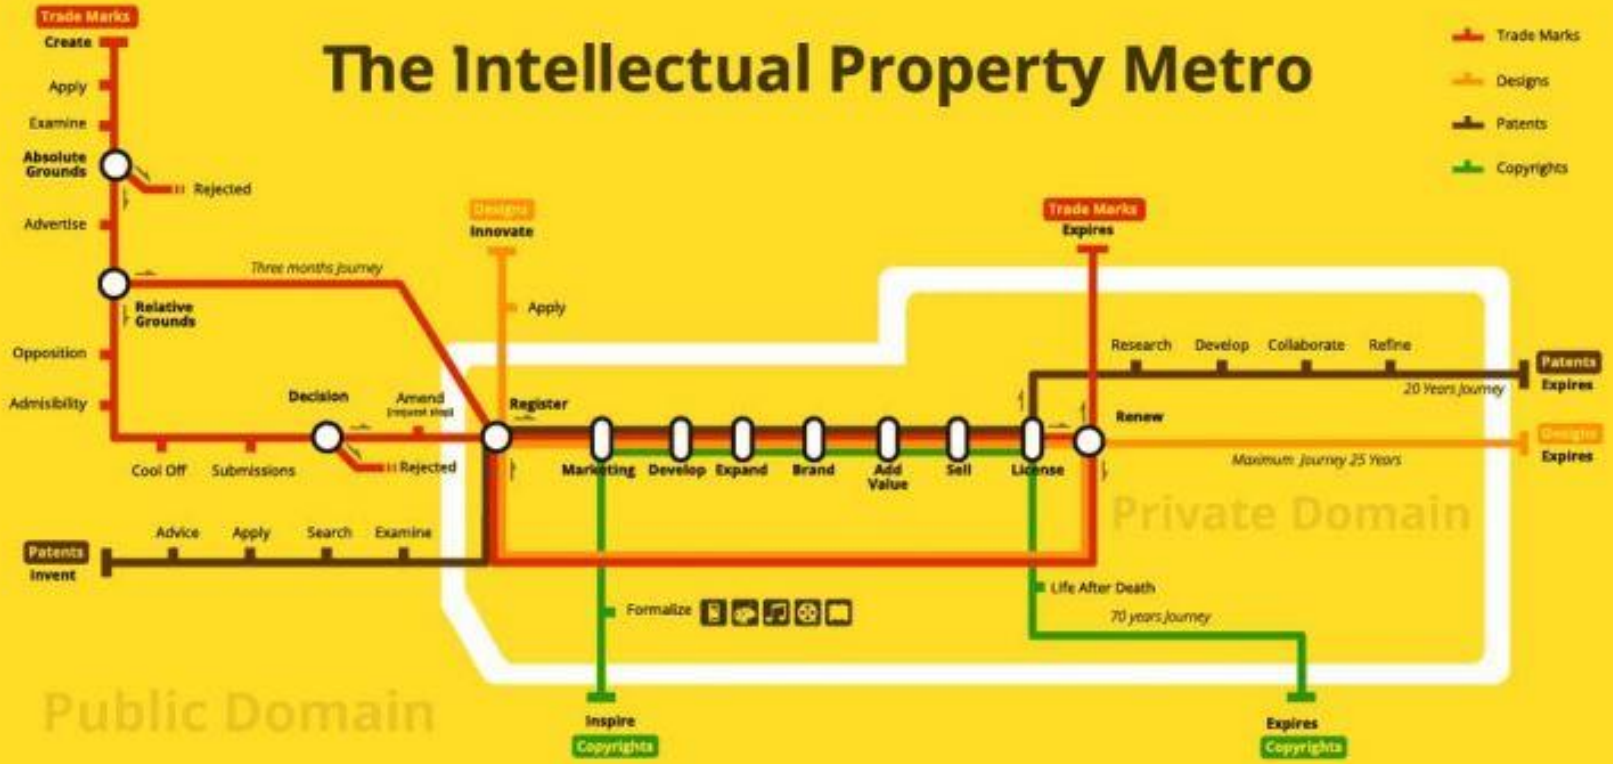 The Intellectual Property Metro
Trade Marks
Designs
Patents
Copyrights
Trade Marks
Create
Apply
Examine
Absolute
Grounds
Rejected
Advertise
Three months Journey
Relative
Grounds
Opposition
Admisibility
Cool Off
Submissions
Decision
Rejected
Amend
(request stop)
Designs
Innovate
Apply
Register
Patents
Invent
Advice
Apply
Search
Examine
Marketing
Develop
Expand
Brand
Add
Value
Sell
License
Renew
Trade Marks
Expires
Research
Develop
Collaborate
Refine
20 Years Journey
Patents
Expires
Maximum Journey 25 Years
Designs
Expires
Private Domain
Life After Death
70 years Journey
Formalize
Inspire
Copyrights
Expires
Copyrights
Public Domain